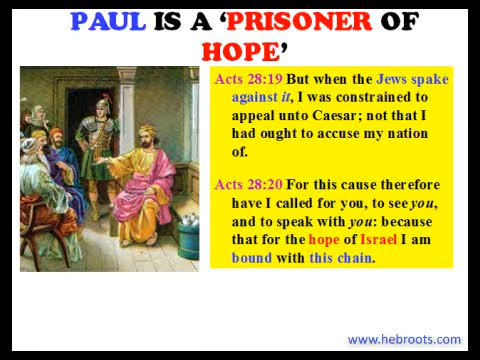 PAUL IS A ‘PRISONER OF
HOPE’
Acts 28:19 But when the Jews spake
against it, I was constrained to
appeal unto Caesar; not that I
had ought to accuse my nation
of.
Acts 28:20 For this cause therefore
have I called for you, to see you,
and to speak with you: because
that for the hope of Israel I am
bound with this chain.
www.hebroots.com